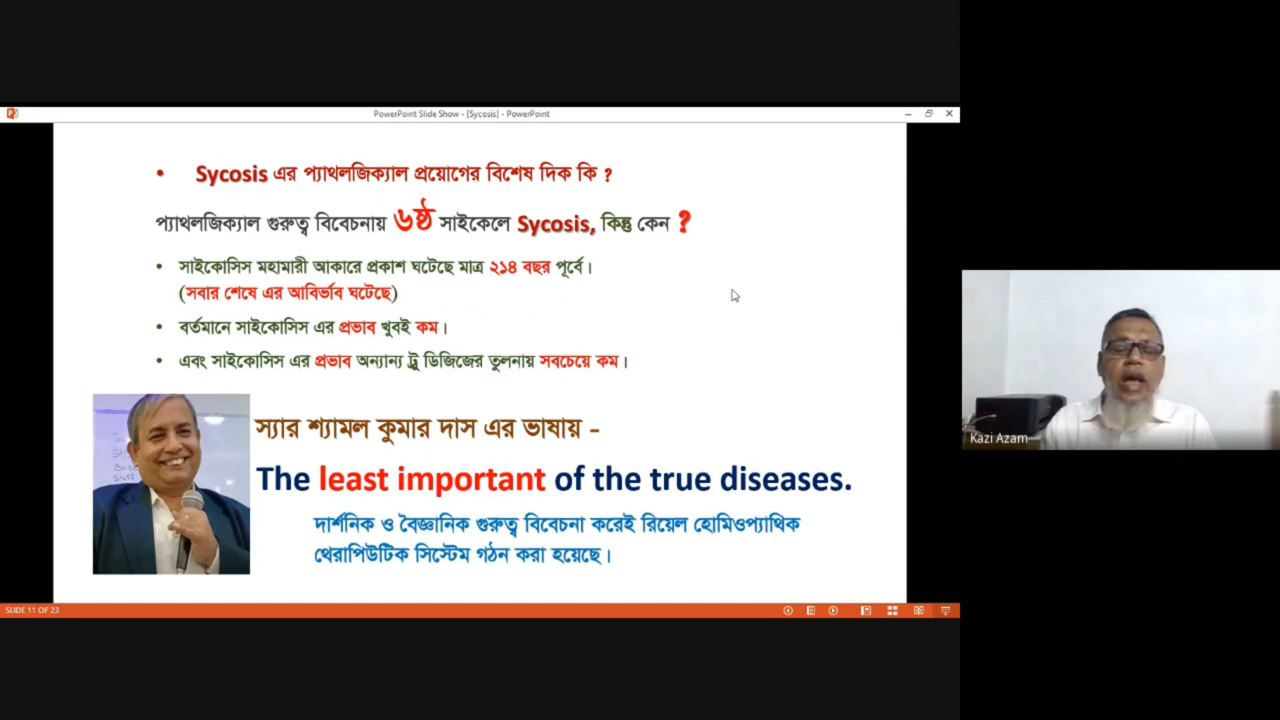 PowerPoint Slide Show - [Sycosis] - PowerPoint
• Sycosis এর প্যাথলজিক্যাল প্রয়োগের বিশেষ দিক কি ?
প্যাথলজিক্যাল গুরুত্ব বিবেচনায় ৬ষ্ঠ সাইকেলে Sycosis, কিন্তু কেন ?
• সাইকোসিস মহামারী আকারে প্রকাশ ঘটেছে মাত্র ২১৪ বছর পূর্বে।
(সবার শেষে এর আবির্ভাব ঘটেছে)
• বর্তমানে সাইকোসিস এর প্রভাব খুবই কম।
• এবং সাইকোসিস এর প্রভাব অন্যান্য ট্রু ডিজিজের তুলনায় সবচেয়ে কম।
স্যার শ্যামল কুমার দাস এর ভাষায় -
The least important of the true diseases.
দার্শনিক ও বৈজ্ঞানিক গুরুত্ব বিবেচনা করেই রিয়েল হোমিওপ্যাথিক
থেরাপিউটিক সিস্টেম গঠন করা হয়েছে।
SLIDE 11 OF 23
Kazi Azam